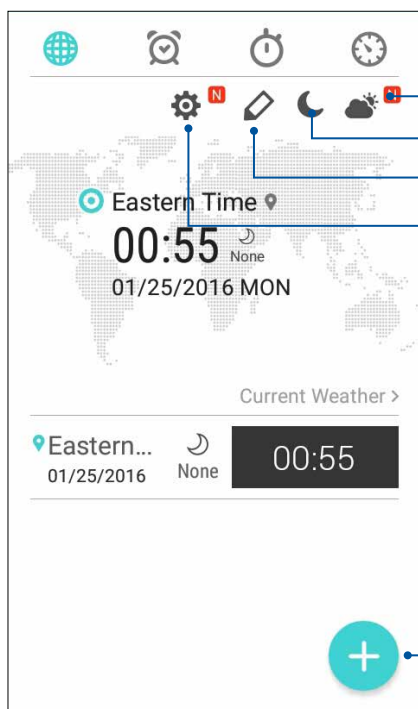 N
N
Eastern Time
00:55
None
01/25/2016 MON
Current Weather >
Eastern...
01/25/2016
None
00:55